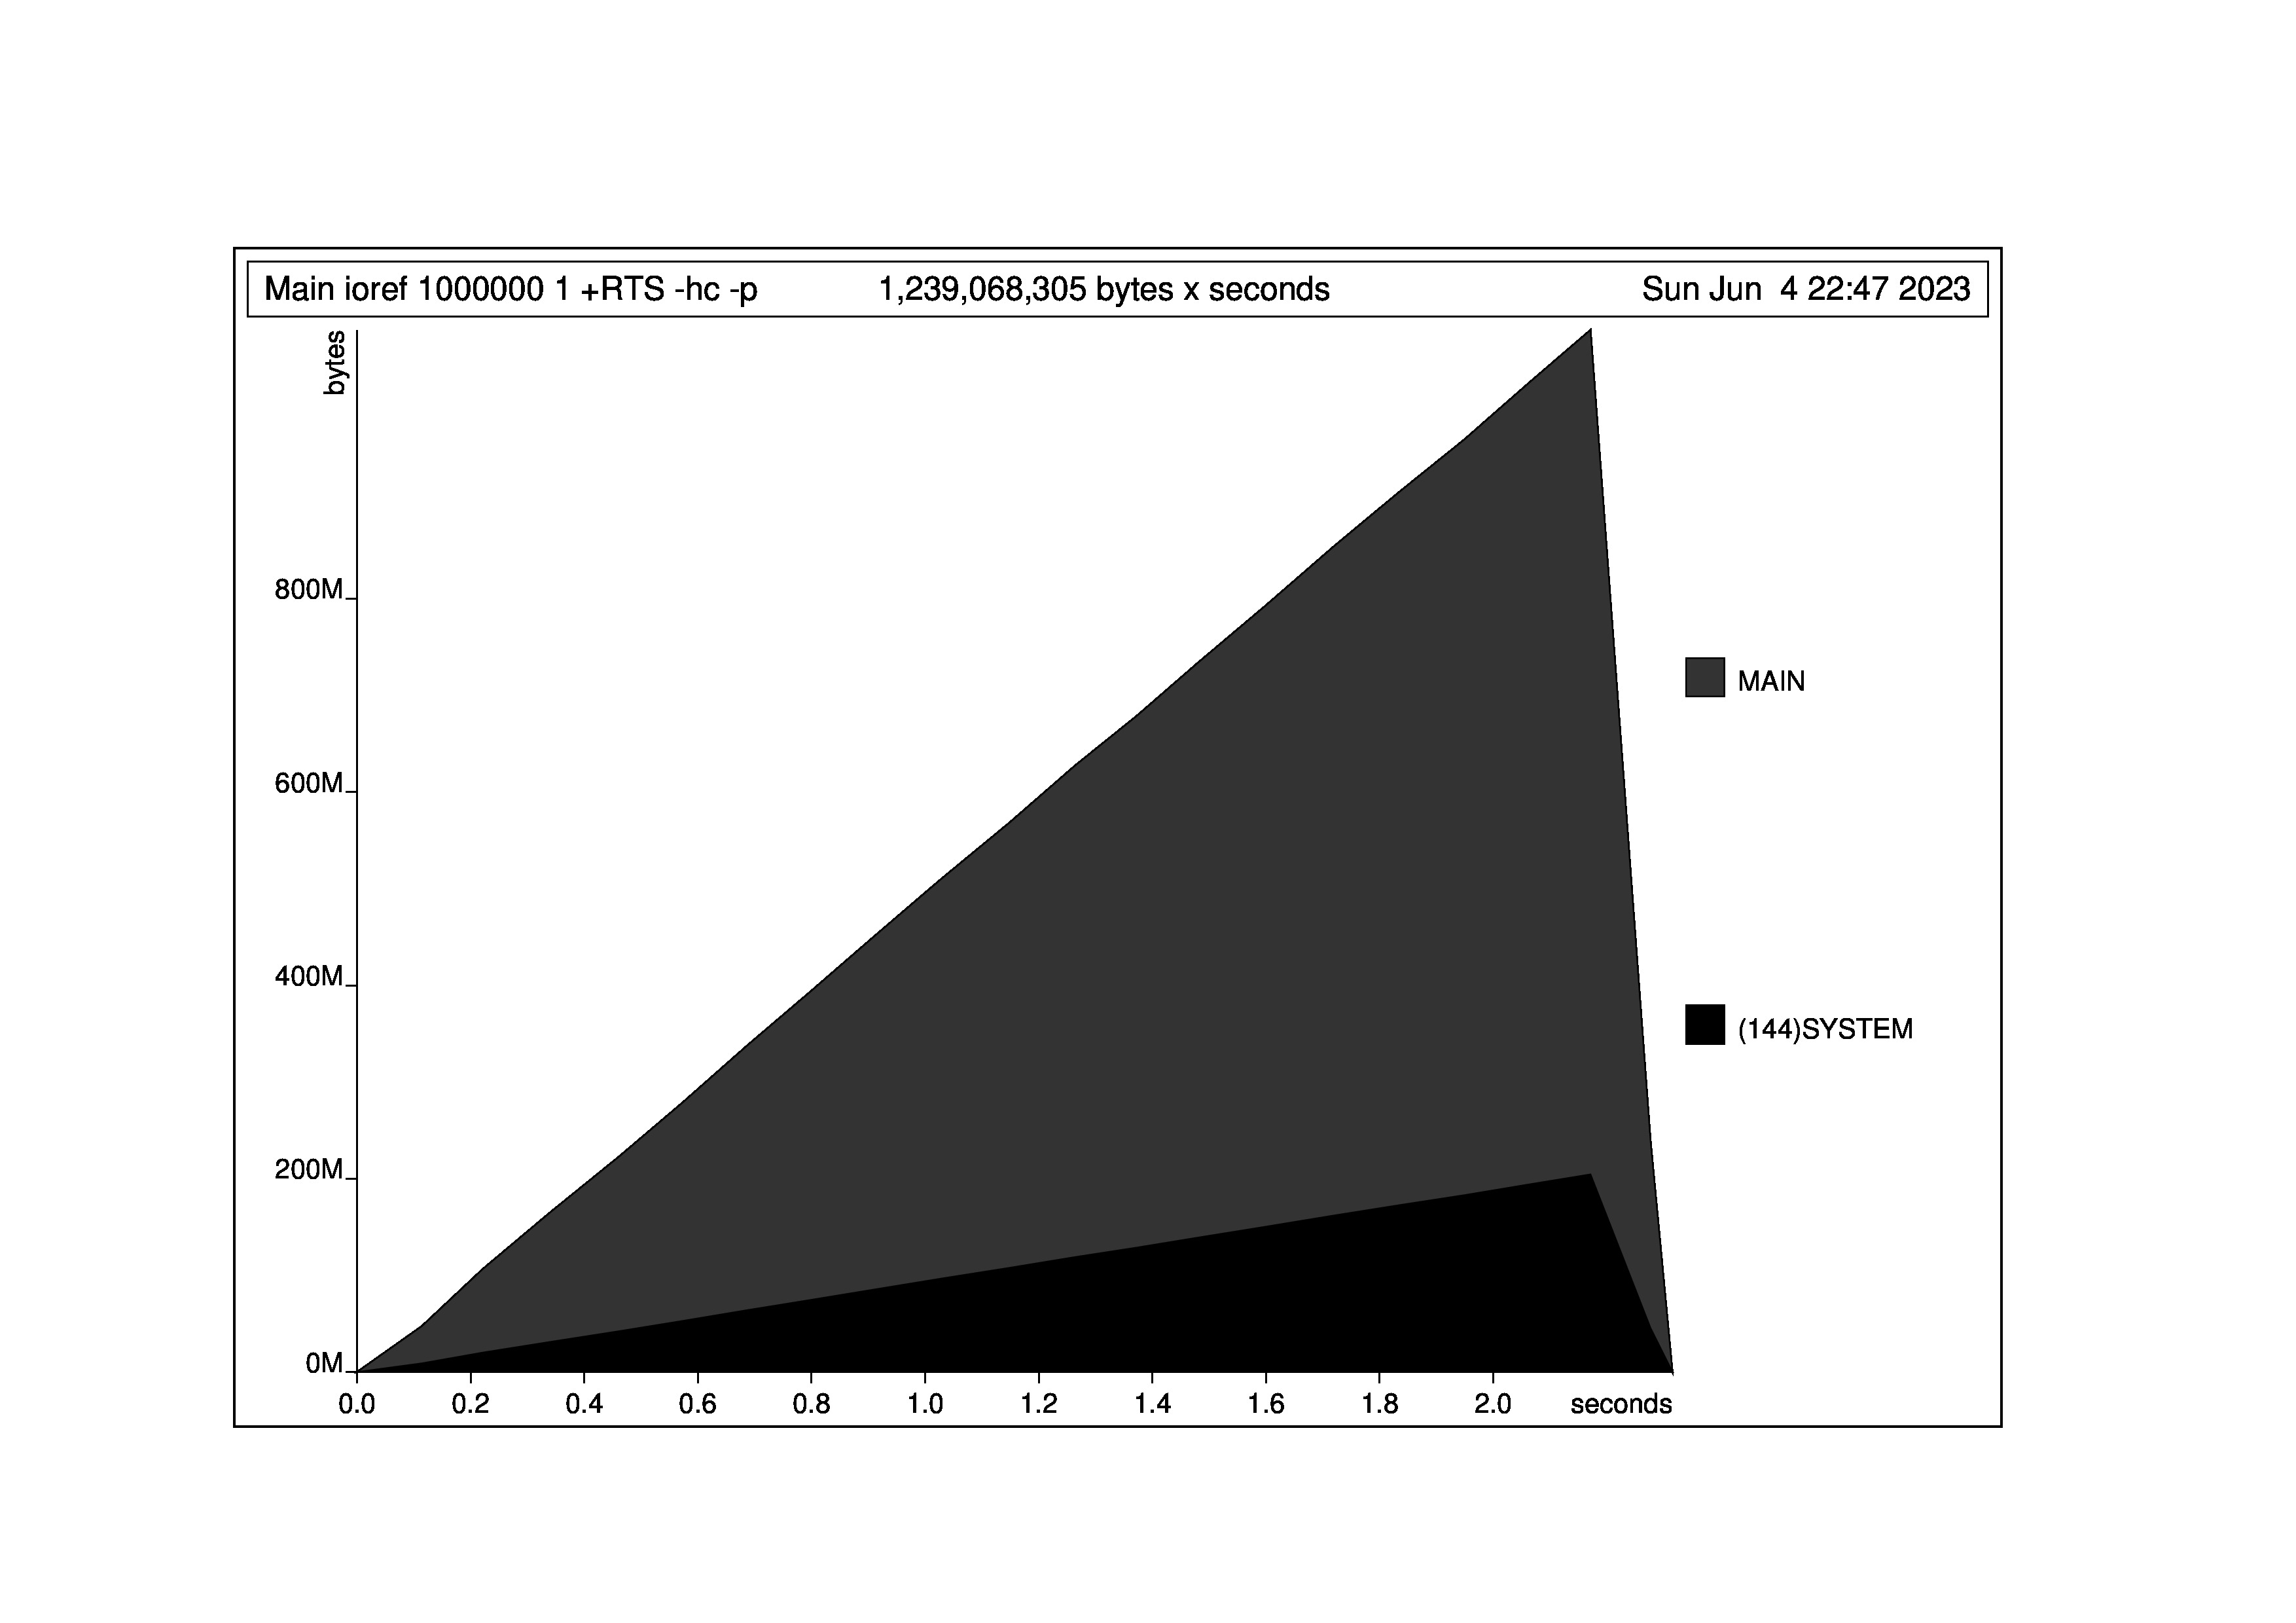 Main ioref 1000000 1 +RTS -hc -p 1,239,068,305 bytes x seconds Sun Jun  4 22:47 2023
bytes
800M
600M
400M
200M
0M
0.0 0.2 0.4 0.6 0.8 1.0 1.2 1.4 1.6 1.8 2.0 seconds
MAIN
(144)SYSTEM